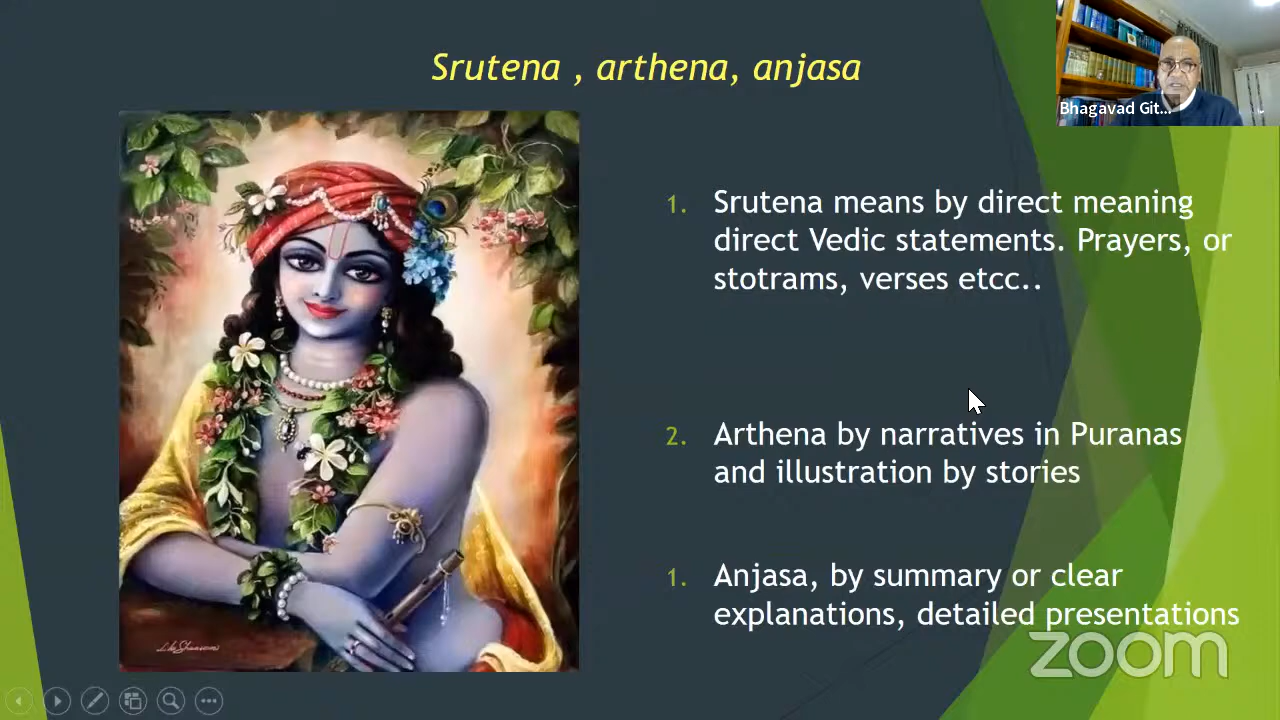 Srutena , arthena, anjasa
Bhagavad Git...
1. Srutena means by direct meaning
direct Vedic statements. Prayers, or
stotrams, verses etcc..
2. Arthena by narratives in Puranas
and illustration by stories
1. Anjasa, by summary or clear
explanations, detailed presentations
zoom